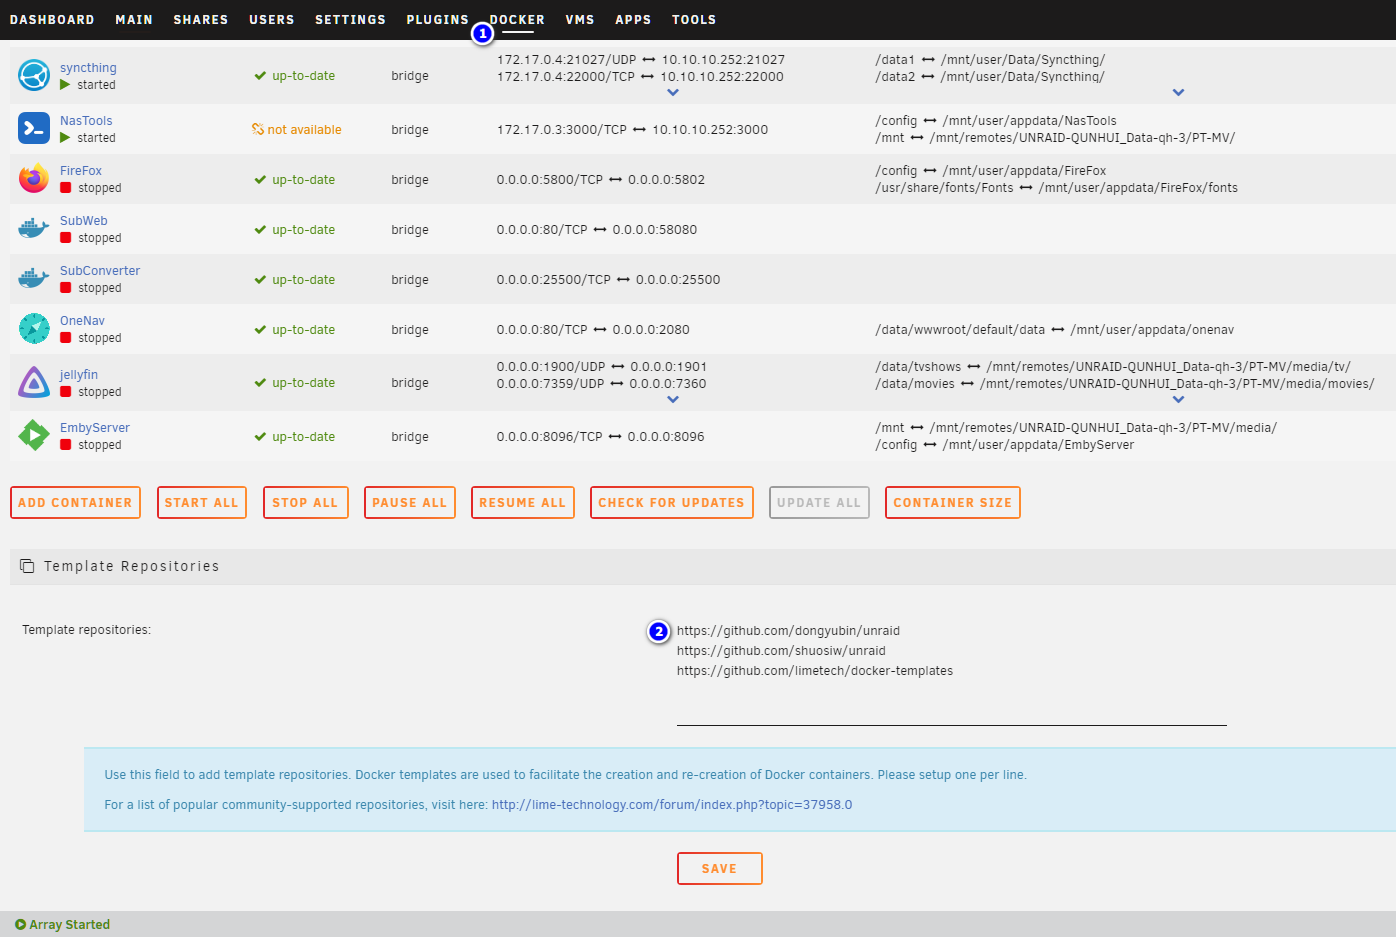 DASHBOARD MAIN SHARES USERS SETTINGS PLUGINS DOCKER VMS APPS TOOLS
1
syncthing
started
up-to-date
bridge
172.17.0.4:21027/UDP ↔ 10.10.10.252:21027
172.17.0.4:22000/TCP ↔ 10.10.10.252:22000
/data1 ↔ /mnt/user/Data/Syncthing/
/data2 ↔ /mnt/user/Data/Syncthing/
NasTools
started
not available
bridge
172.17.0.3:3000/TCP ↔ 10.10.10.252:3000
/config ↔ /mnt/user/appdata/NasTools
/mnt ↔ /mnt/remotes/UNRAID-QUNHUI_Data-qh-3/PT-MV/
FireFox
stopped
up-to-date
bridge
0.0.0.0:5800/TCP ↔ 0.0.0.0:5802
/config ↔ /mnt/user/appdata/FireFox
/usr/share/fonts/Fonts ↔ /mnt/user/appdata/FireFox/fonts
SubWeb
stopped
up-to-date
bridge
0.0.0.0:80/TCP ↔ 0.0.0.0:58080
SubConverter
stopped
up-to-date
bridge
0.0.0.0:25500/TCP ↔ 0.0.0.0:25500
OneNav
stopped
up-to-date
bridge
0.0.0.0:80/TCP ↔ 0.0.0.0:2080
/data/wwwroot/default/data ↔ /mnt/user/appdata/onenav
jellyfin
stopped
up-to-date
bridge
0.0.0.0:1900/UDP ↔ 0.0.0.0:1901
0.0.0.0:7359/UDP ↔ 0.0.0.0:7360
/data/tvshows ↔ /mnt/remotes/UNRAID-QUNHUI_Data-qh-3/PT-MV/media/tv/
/data/movies ↔ /mnt/remotes/UNRAID-QUNHUI_Data-qh-3/PT-MV/media/movies/
EmbyServer
stopped
up-to-date
bridge
0.0.0.0:8096/TCP ↔ 0.0.0.0:8096
/mnt ↔ /mnt/remotes/UNRAID-QUNHUI_Data-qh-3/PT-MV/media/
/config ↔ /mnt/user/appdata/EmbyServer
ADD CONTAINER START ALL STOP ALL PAUSE ALL RESUME ALL CHECK FOR UPDATES UPDATE ALL CONTAINER SIZE
Template Repositories
Template repositories:
2
https://github.com/dongyubin/unraid
https://github.com/shuosiw/unraid
https://github.com/limetech/docker-templates
Use this field to add template repositories. Docker templates are used to facilitate the creation and re-creation of Docker containers. Please setup one per line.
For a list of popular community-supported repositories, visit here: http://lime-technology.com/forum/index.php?topic=37958.0
SAVE
Array Started